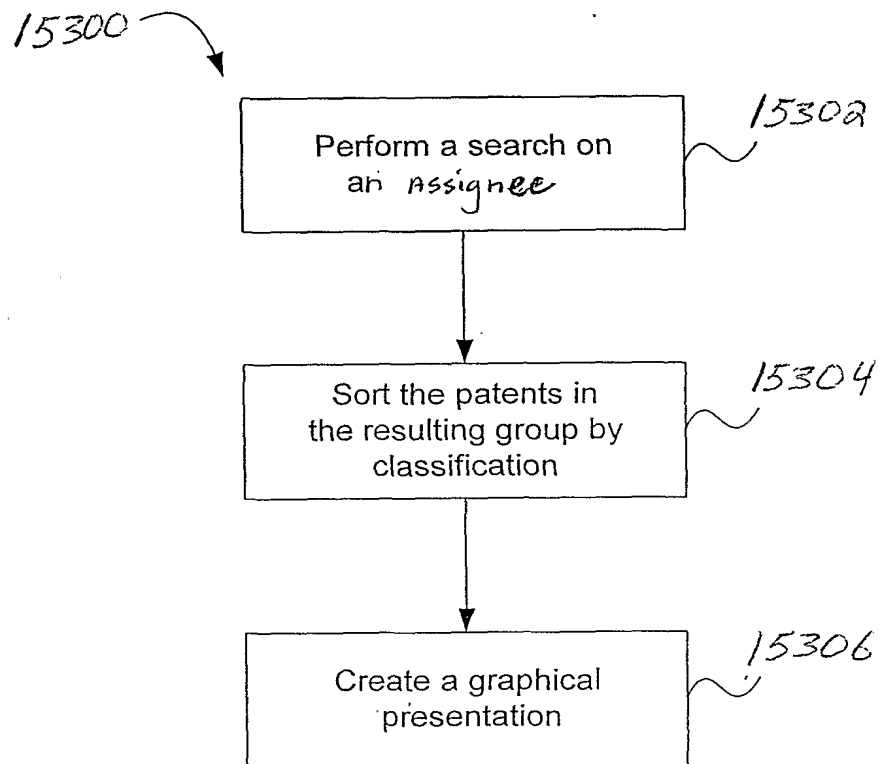 15300
15302
Perform a search on
an Assignee
15304
Sort the patents in
the resulting group by
classification
15306
Create a graphical
presentation